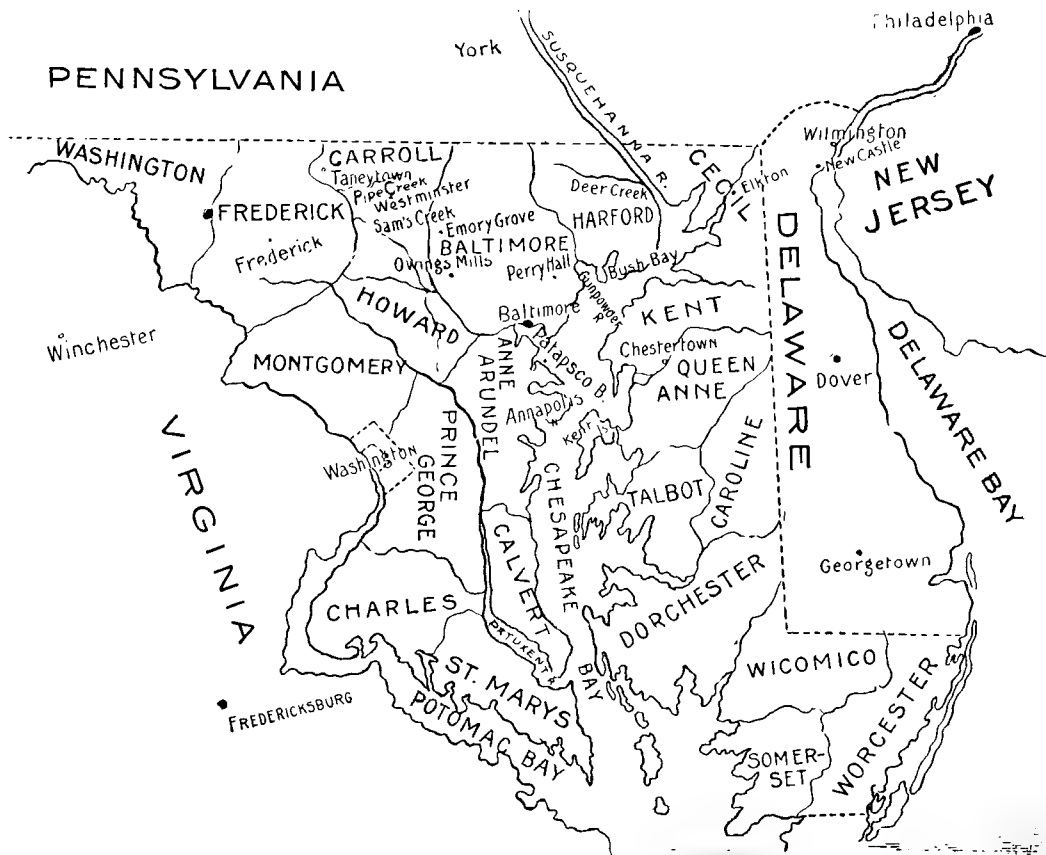 Philadelphia
York
SUSQUEHANNA R.
PENNSYLVANIA
Wilmington
New Castle
NEW
JERSEY
WASHINGTON
CARROLL
Taneytown
Pipe Creek
Westminster
Sam's Creek
CECIL
Elkton
Deer Creek
HARFORD
FREDERICK
Frederick
Emory Grove
BALTIMORE
Owings Mills
Perry Hall
Bush Bay
Gunpowder R.
DELAWARE
HOWARD
Baltimore
KENT
Winchester
MONTGOMERY
ANNE
ARUNDEL
Patapsco B.
Chestertown
QUEEN
ANNE
Dover
DELAWARE BAY
Annapolis
Kent Is.
VIRGINIA
Washington
PRINCE
GEORGE
CHESAPEAKE
BAY
TALBOT
CAROLINE
CALVERT
Georgetown
CHARLES
DORCHESTER
PATUXENT R.
ST. MARYS
WICOMICO
FREDERICKSBURG
POTOMAC BAY
SOMER-
SET
WORCESTER